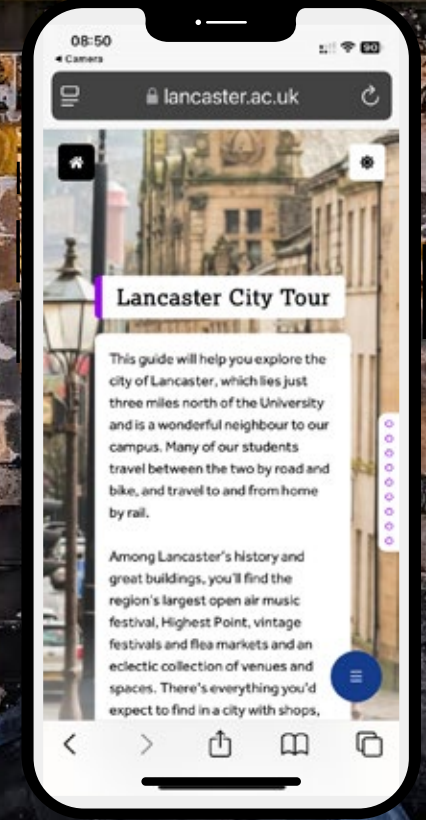 08:50
90
◀ Camera
lancaster.ac.uk
Lancaster City Tour
This guide will help you explore the
city of Lancaster, which lies just
three miles north of the University
and is a wonderful neighbour to our
campus. Many of our students
travel between the two by road and
bike, and travel to and from home
by rail.
Among Lancaster's history and
great buildings, you'll find the
region's largest open air music
festival, Highest Point, vintage
festivals and flea markets and an
eclectic collection of venues and
spaces. There's everything you'd
expect to find in a city with shops,